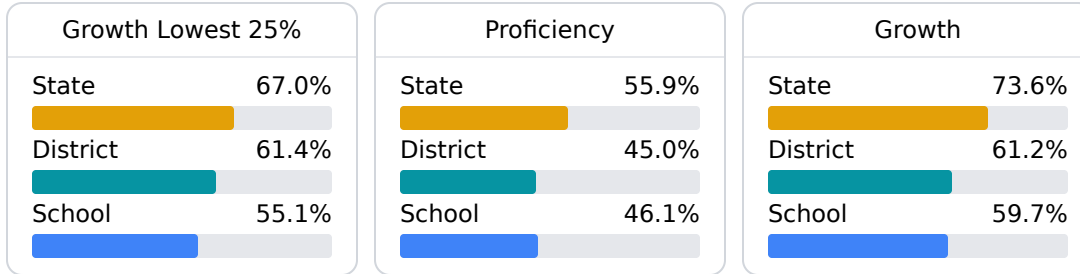 Growth Lowest 25%
State 67.0%
District 61.4%
School 55.1%
Proficiency
State 55.9%
District 45.0%
School 46.1%
Growth
State 73.6%
District 61.2%
School 59.7%